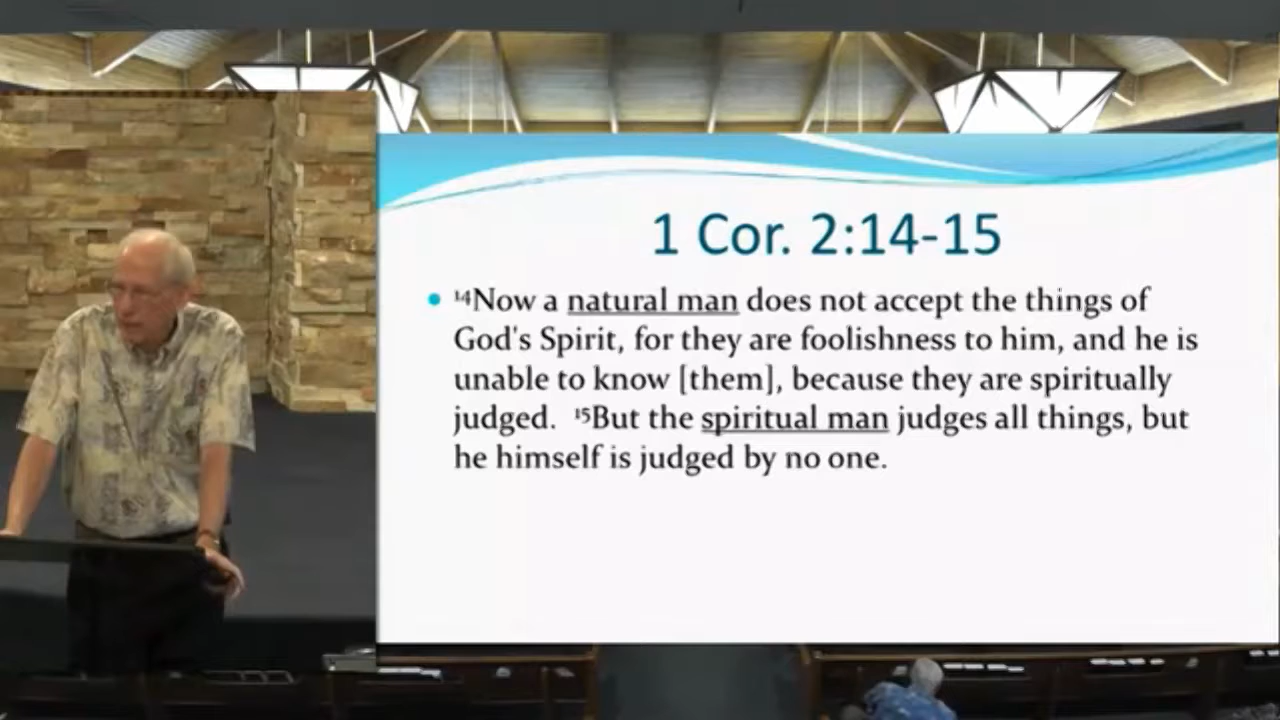 1 Cor. 2:14-15
• ¹⁴Now a natural man does not accept the things of
God's Spirit, for they are foolishness to him, and he is
unable to know [them], because they are spiritually
judged. ¹⁵But the spiritual man judges all things, but
he himself is judged by no one.